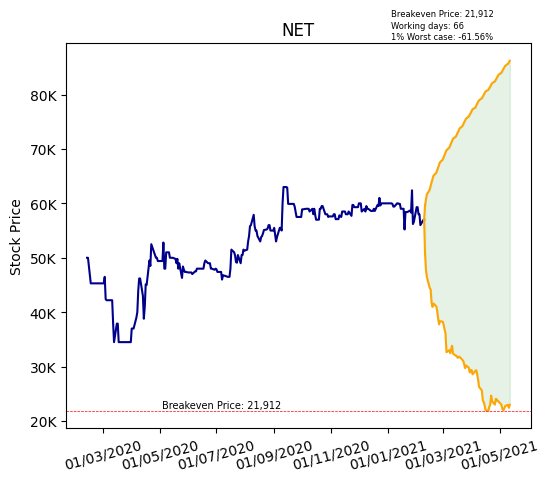 Breakeven Price: 21,912
Working days: 66
1% Worst case: -61.56%
NET
Stock Price
80K
70K
60K
50K
40K
30K
20K
Breakeven Price: 21,912
01/03/2020
01/05/2020
01/07/2020
01/09/2020
01/11/2020
01/01/2021
01/03/2021
01/05/2021